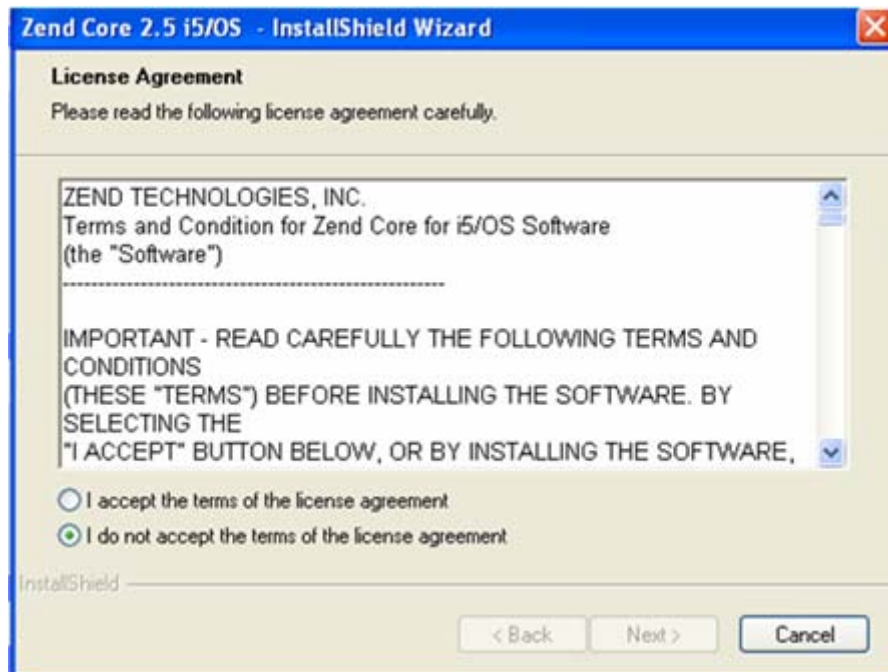 Zend Core 2.5 i5/OS - InstallShield Wizard
License Agreement
Please read the following license agreement carefully.
ZEND TECHNOLOGIES, INC.
Terms and Condition for Zend Core for i5/OS Software
(the "Software")
------------------------------------------------------
IMPORTANT - READ CAREFULLY THE FOLLOWING TERMS AND
CONDITIONS
(THESE "TERMS") BEFORE INSTALLING THE SOFTWARE. BY
SELECTING THE
"I ACCEPT" BUTTON BELOW, OR BY INSTALLING THE SOFTWARE,
I accept the terms of the license agreement
I do not accept the terms of the license agreement
InstallShield
< Back
Next >
Cancel